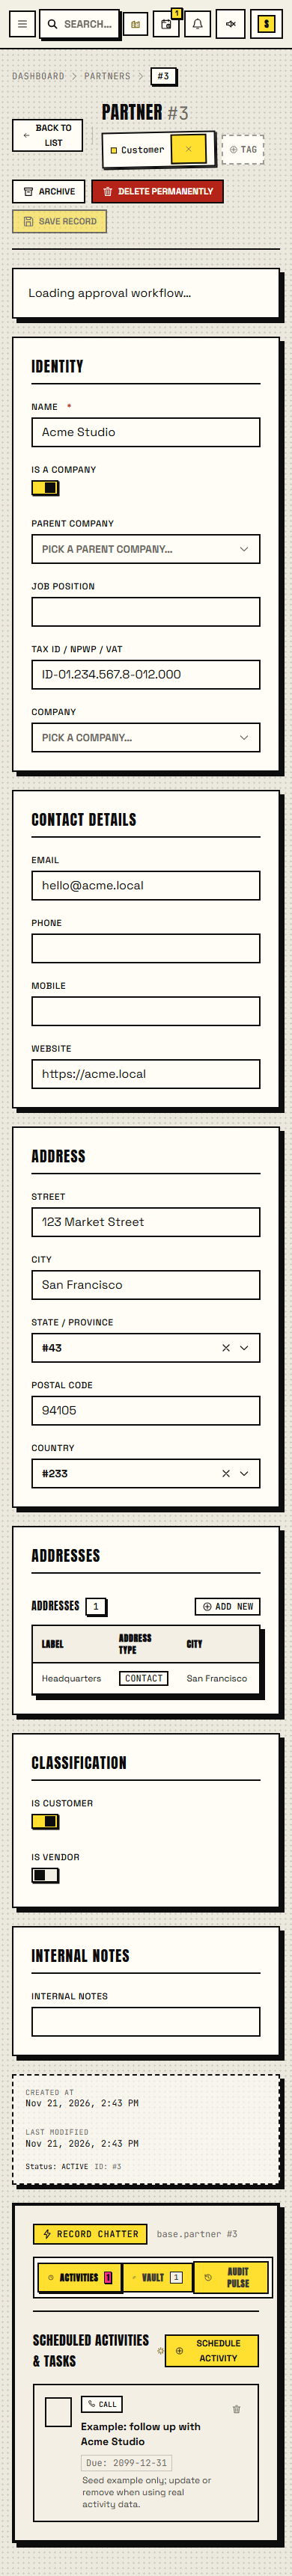 SEARCH...
1
$
DASHBOARD > PARTNERS > #3
← BACK TO
LIST
PARTNER #3
Customer ×
TAG
ARCHIVE
DELETE PERMANENTLY
SAVE RECORD
Loading approval workflow...
IDENTITY
NAME *
Acme Studio
IS A COMPANY
PARENT COMPANY
PICK A PARENT COMPANY...
JOB POSITION
TAX ID / NPWP / VAT
ID-01.234.567.8-012.000
COMPANY
PICK A COMPANY...
CONTACT DETAILS
EMAIL
hello@acme.local
PHONE
MOBILE
WEBSITE
https://acme.local
ADDRESS
STREET
123 Market Street
CITY
San Francisco
STATE / PROVINCE
#43
POSTAL CODE
94105
COUNTRY
#233
ADDRESSES
ADDRESSES 1
ADD NEW
LABEL ADDRESS TYPE CITY
Headquarters CONTACT San Francisco
CLASSIFICATION
IS CUSTOMER
IS VENDOR
INTERNAL NOTES
INTERNAL NOTES
CREATED AT
Nov 21, 2026, 2:43 PM
LAST MODIFIED
Nov 21, 2026, 2:43 PM
Status: ACTIVE ID: #3
RECORD CHATTER base.partner #3
ACTIVITIES 1
VAULT 1
AUDIT
PULSE
SCHEDULED ACTIVITIES
& TASKS
SCHEDULE
ACTIVITY
CALL
Example: follow up with
Acme Studio
Due: 2099-12-31
Seed example only; update or
remove when using real
activity data.